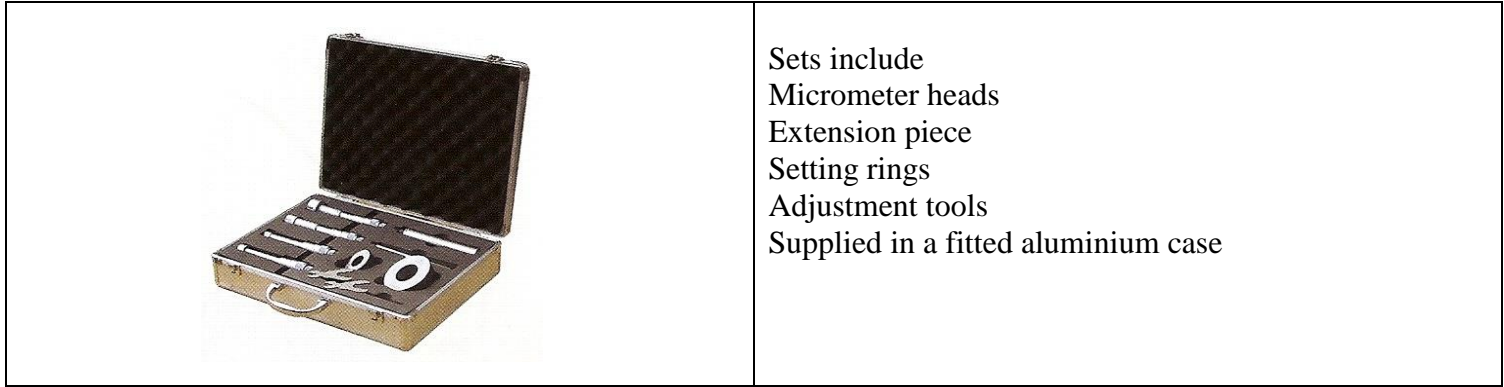 Sets include
Micrometer heads
Extension piece
Setting rings
Adjustment tools
Supplied in a fitted aluminium case